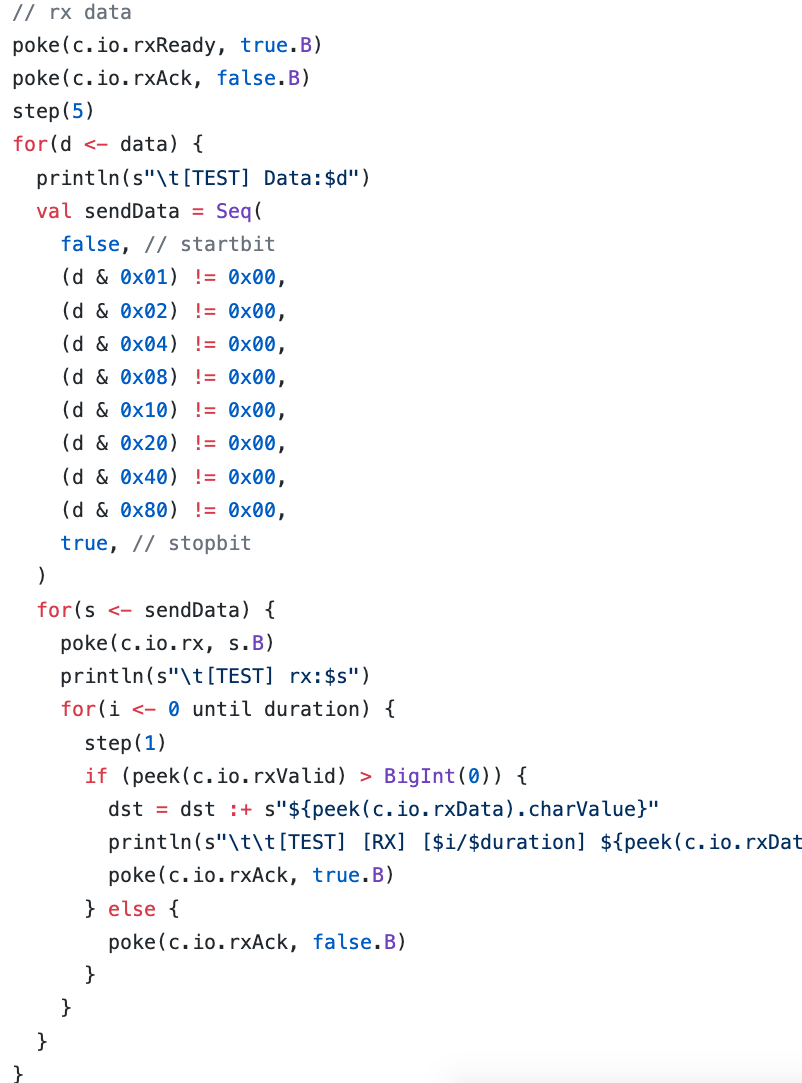 // rx data
poke(c.io.rxReady, true.B)
poke(c.io.rxAck, false.B)
step(5)
for(d <- data) {
  println(s"\t[TEST] Data:$d")
  val sendData = Seq(
    false, // startbit
    (d & 0x01) != 0x00,
    (d & 0x02) != 0x00,
    (d & 0x04) != 0x00,
    (d & 0x08) != 0x00,
    (d & 0x10) != 0x00,
    (d & 0x20) != 0x00,
    (d & 0x40) != 0x00,
    (d & 0x80) != 0x00,
    true, // stopbit
  )
  for(s <- sendData) {
    poke(c.io.rx, s.B)
    println(s"\t[TEST] rx:$s")
    for(i <- 0 until duration) {
      step(1)
      if (peek(c.io.rxValid) > BigInt(0)) {
        dst = dst :+ s"${peek(c.io.rxData).charValue}"
        println(s"\t\t[TEST] [RX] [$i/$duration] ${peek(c.io.rxDat
        poke(c.io.rxAck, true.B)
      } else {
        poke(c.io.rxAck, false.B)
      }
    }
  }
}